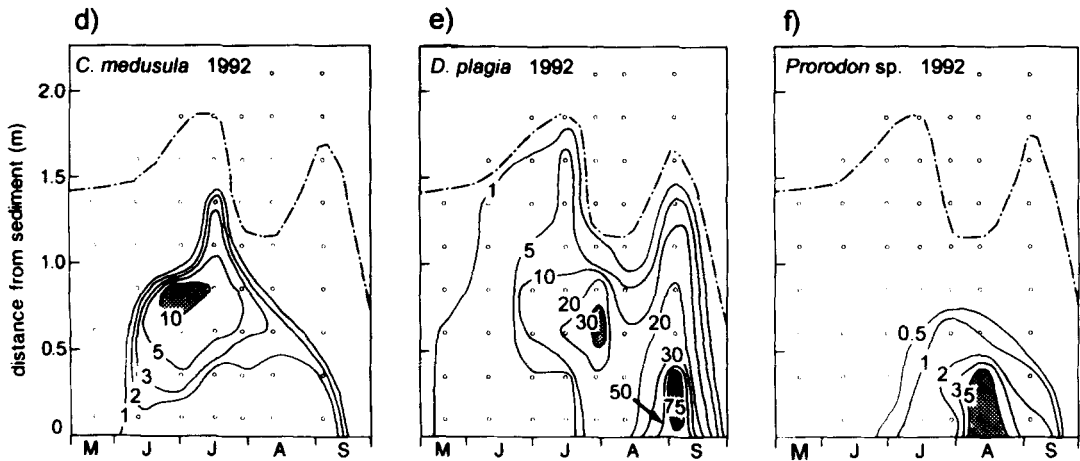 d)
e)
f)
C. medusula 1992
D. plagia 1992
Prorodon sp. 1992
distance from sediment (m)
2.0
1.5
1.0
0.5
0
10
5
3
2
1
1
5
10
20
30
20
30
50
75
0.5
1
2
3
5
M J J A S
M J J A S
M J J A S